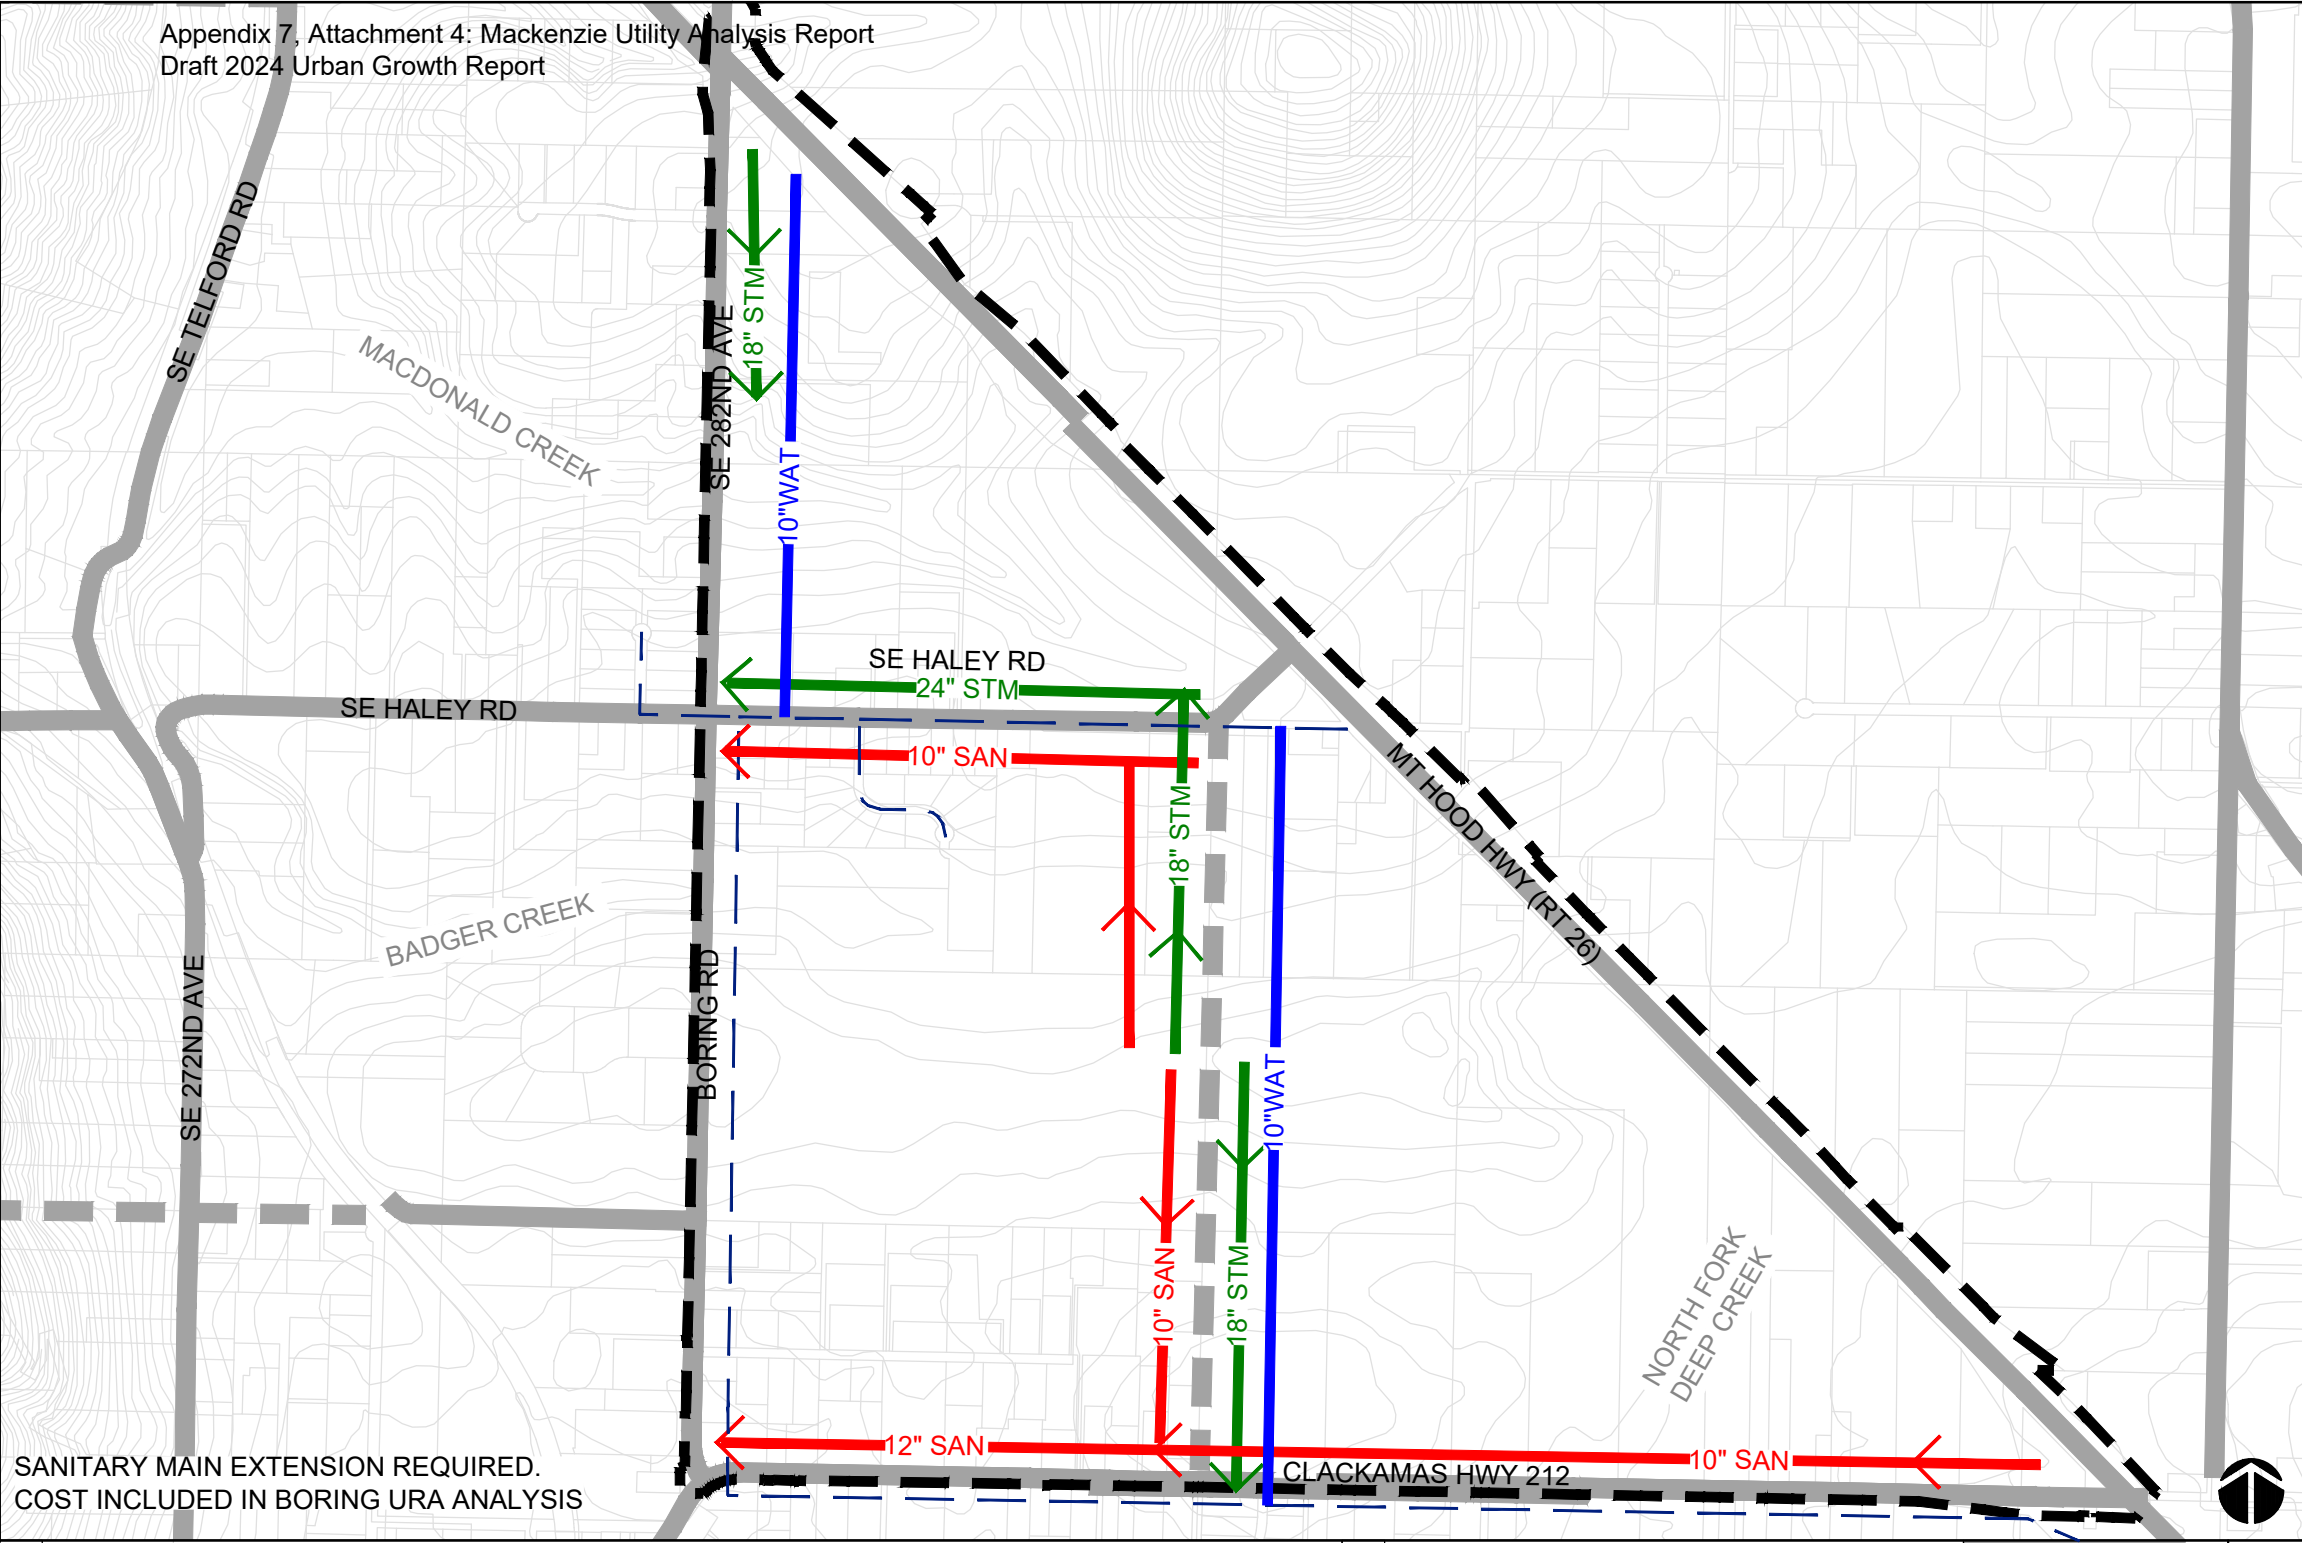 Appendix 7, Attachment 4: Mackenzie Utility Analysis Report
Draft 2024 Urban Growth Report
SE TELFORD RD
MACDONALD CREEK
SE 282ND AVE
18" STM
10"WAT
SE HALEY RD
24" STM
SE HALEY RD
10" SAN
18" STM
MT HOOD HWY (RT 26)
BADGER CREEK
BORING RD
SE 272ND AVE
10"WAT
10" SAN
18" STM
NORTH FORK
DEEP CREEK
12" SAN
10" SAN
CLACKAMAS HWY 212
SANITARY MAIN EXTENSION REQUIRED.
COST INCLUDED IN BORING URA ANALYSIS